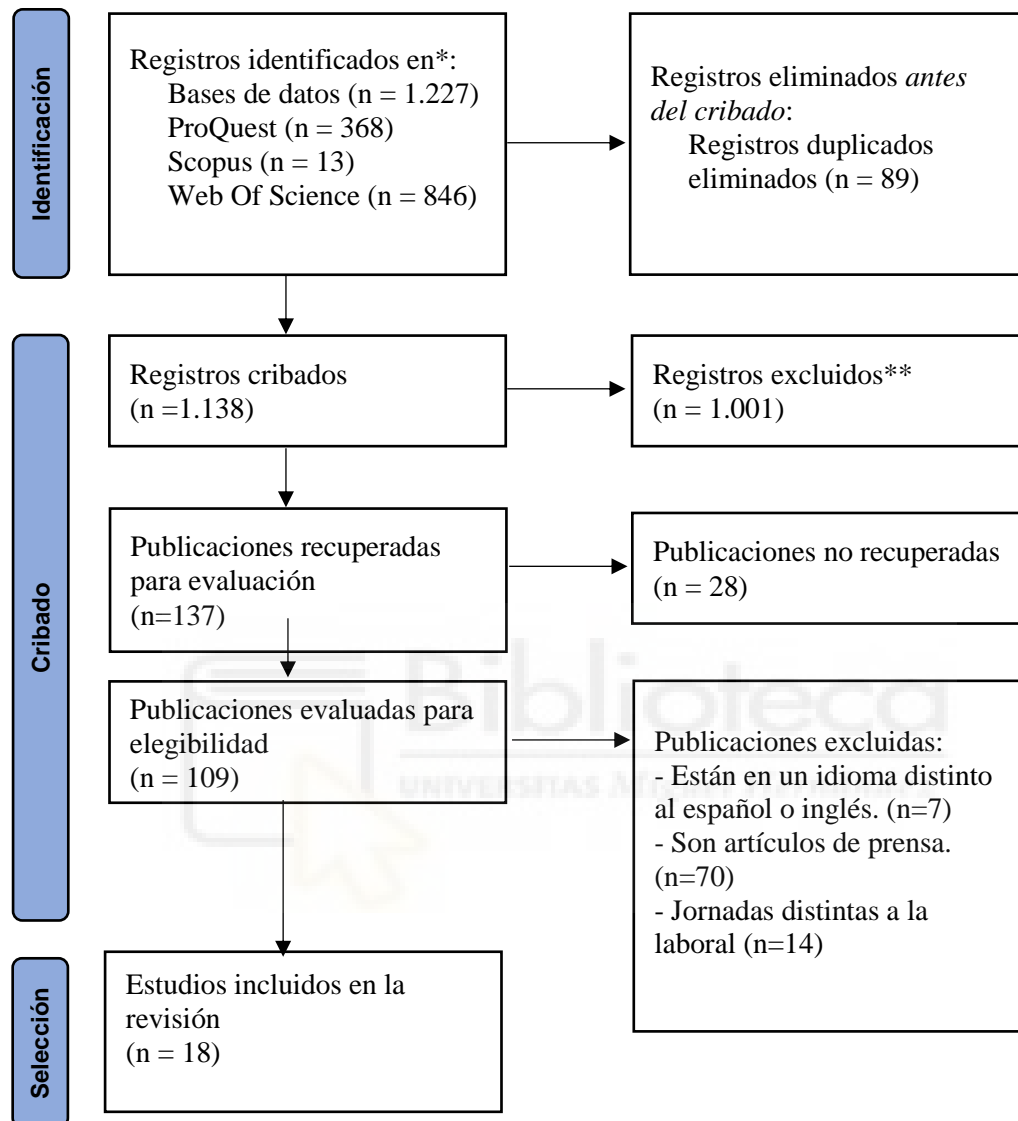 Identificación
Registros identificados en*:
Bases de datos (n = 1.227)
ProQuest (n = 368)
Scopus (n = 13)
Web Of Science (n = 846)
Registros eliminados antes
del cribado:
Registros duplicados
eliminados (n = 89)
Cribado
Registros cribados
(n =1.138)
Registros excluidos**
(n = 1.001)
Publicaciones recuperadas
para evaluación
(n=137)
Publicaciones no recuperadas
(n = 28)
Publicaciones evaluadas para
elegibilidad
(n = 109)
Publicaciones excluidas:
- Están en un idioma distinto
al español o inglés. (n=7)
- Son artículos de prensa.
(n=70)
- Jornadas distintas a la
laboral (n=14)
Biblioteca
UNIVERSITAS Miguel Hernández
Selección
Estudios incluidos en la
revisión
(n = 18)